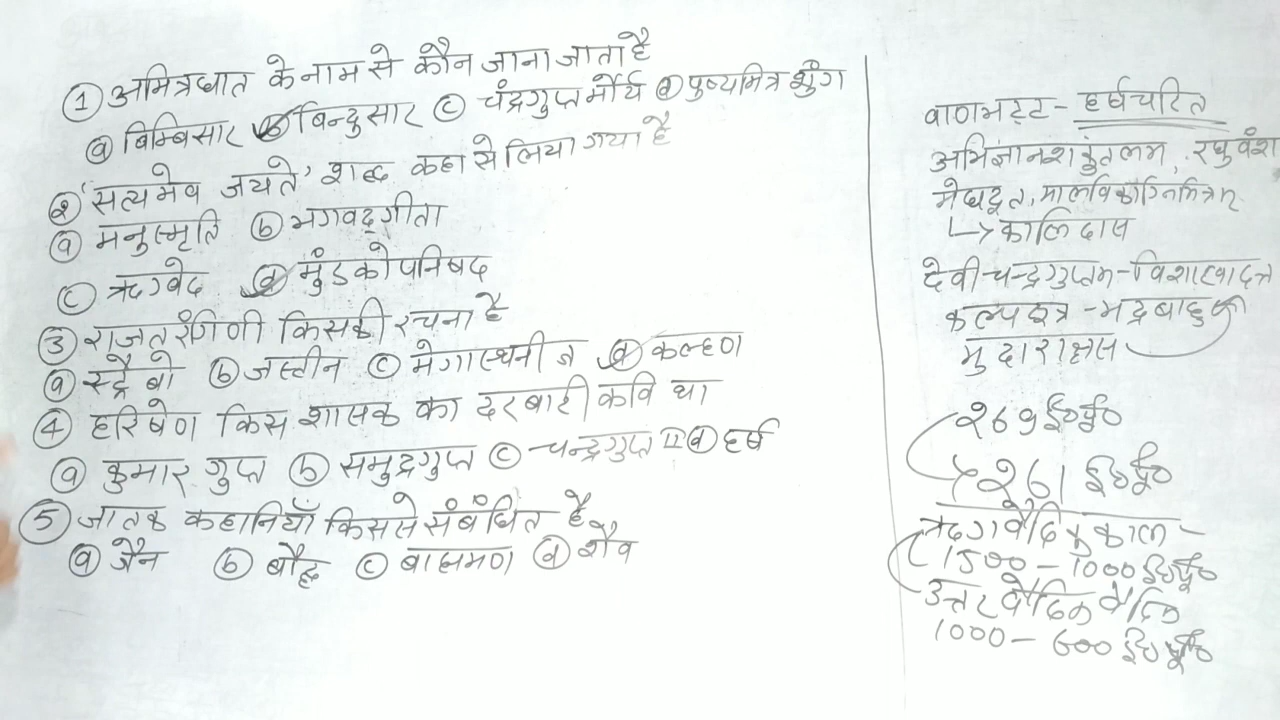 ① अमित्रघात के नाम से कौन जाना जाता है
ⓐ बिम्बिसार ⓑ बिन्दुसार ⓒ चंद्रगुप्त मौर्य ⓓ पुष्यमित्र शुंग
② 'सत्यमेव जयते' शब्द कहा से लिया गया है
ⓐ मनुस्मृति ⓑ भगवद्गीता
ⓒ ऋग्वेद ⓓ मुंडकोपनिषद
③ राजतरंगिणी किसकी रचना है
ⓐ स्ट्रैबो ⓑ जस्टीन ⓒ मेगास्थनीज ⓓ कल्हण
④ हरिषेण किस शासक का दरबारी कवि था
ⓐ कुमार गुप्त ⓑ समुद्रगुप्त ⓒ चन्द्रगुप्त II ⓓ हर्ष
⑤ जातक कहानियाँ किससे संबंधित है
ⓐ जैन ⓑ बौद्ध ⓒ बाह्मण ⓓ शैव
वाणभट्ट - हर्षचरित
अभिज्ञानशकुंतलम, रघुवंश
मेघदूत, मालविकाग्निमित्रम्
↳ कालिदास
देवीचन्द्रगुप्तम - विशाखादत्त
कल्पसूत्र - भद्रबाहु
मुद्राराक्षस
269 ई०पू०
261 ई०पू०
ऋग्वैदिक काल -
1500 - 1000 ई०पू०
उत्तर वैदिक वैदिक
1000 - 600 ई०पू०